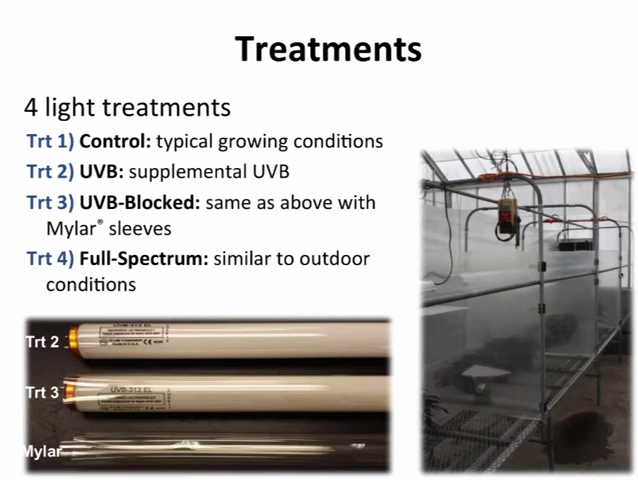 Treatments
4 light treatments
Trt 1) Control: typical growing conditions
Trt 2) UVB: supplemental UVB
Trt 3) UVB-Blocked: same as above with
Mylar® sleeves
Trt 4) Full-Spectrum: similar to outdoor
conditions
Trt 2
UVB-313 EL
Trt 3
UVB-313 EL
Mylar